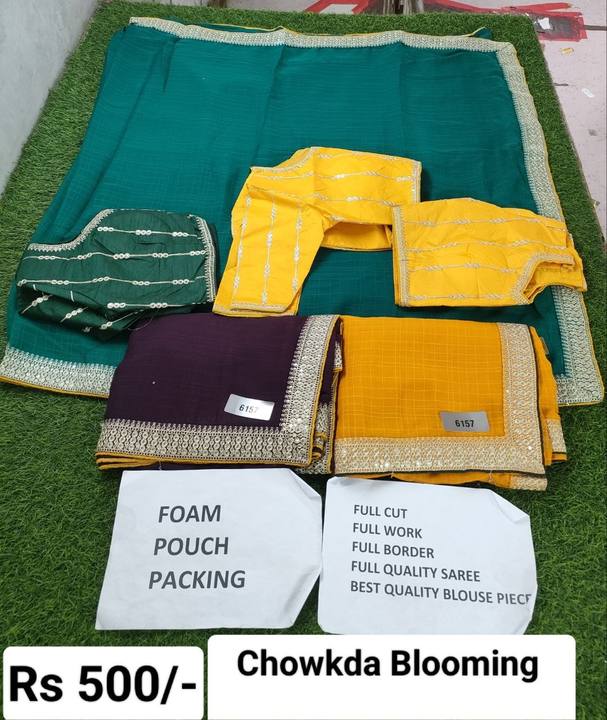 6157
6157
FOAM
POUCH
PACKING
FULL CUT
FULL WORK
FULL BORDER
FULL QUALITY SAREE
BEST QUALITY BLOUSE PIECE
Rs 500/-
Chowkda Blooming